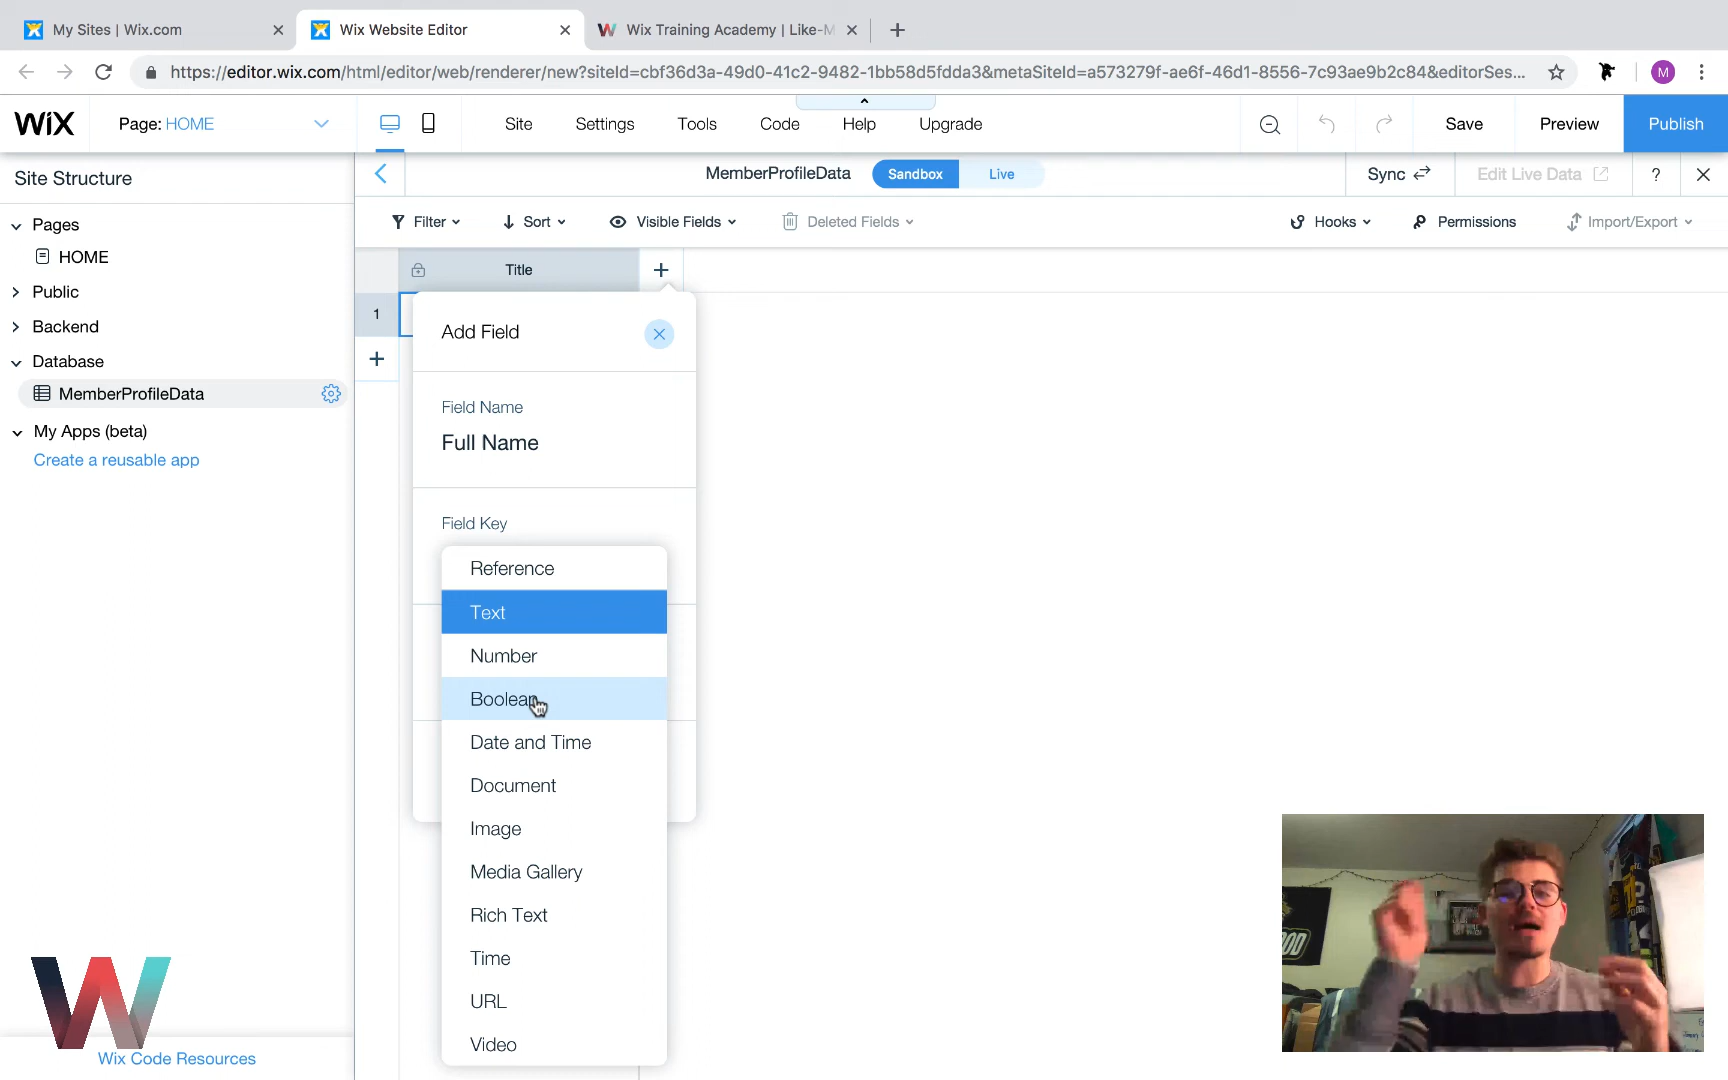 My Sites | Wix.com
Wix Website Editor
Wix Training Academy | Like-M
https://editor.wix.com/html/editor/web/renderer/new?siteId=cbf36d3a-49d0-41c2-9482-1bb58d5fdda3&metaSiteId=a573279f-ae6f-46d1-8556-7c93ae9b2c84&editorSes...
M
WiX
Page: HOME
Site
Settings
Tools
Code
Help
Upgrade
Save
Preview
Publish
Site Structure
MemberProfileData
Sandbox
Live
Sync
Edit Live Data
?
Filter
Sort
Visible Fields
Deleted Fields
Hooks
Permissions
Import/Export
Pages
HOME
Public
Backend
Database
MemberProfileData
My Apps (beta)
Create a reusable app
Title
1
Add Field
Field Name
Full Name
Field Key
Reference
Text
Number
Boolean
Date and Time
Document
Image
Media Gallery
Rich Text
Time
URL
Video
W
Wix Code Resources